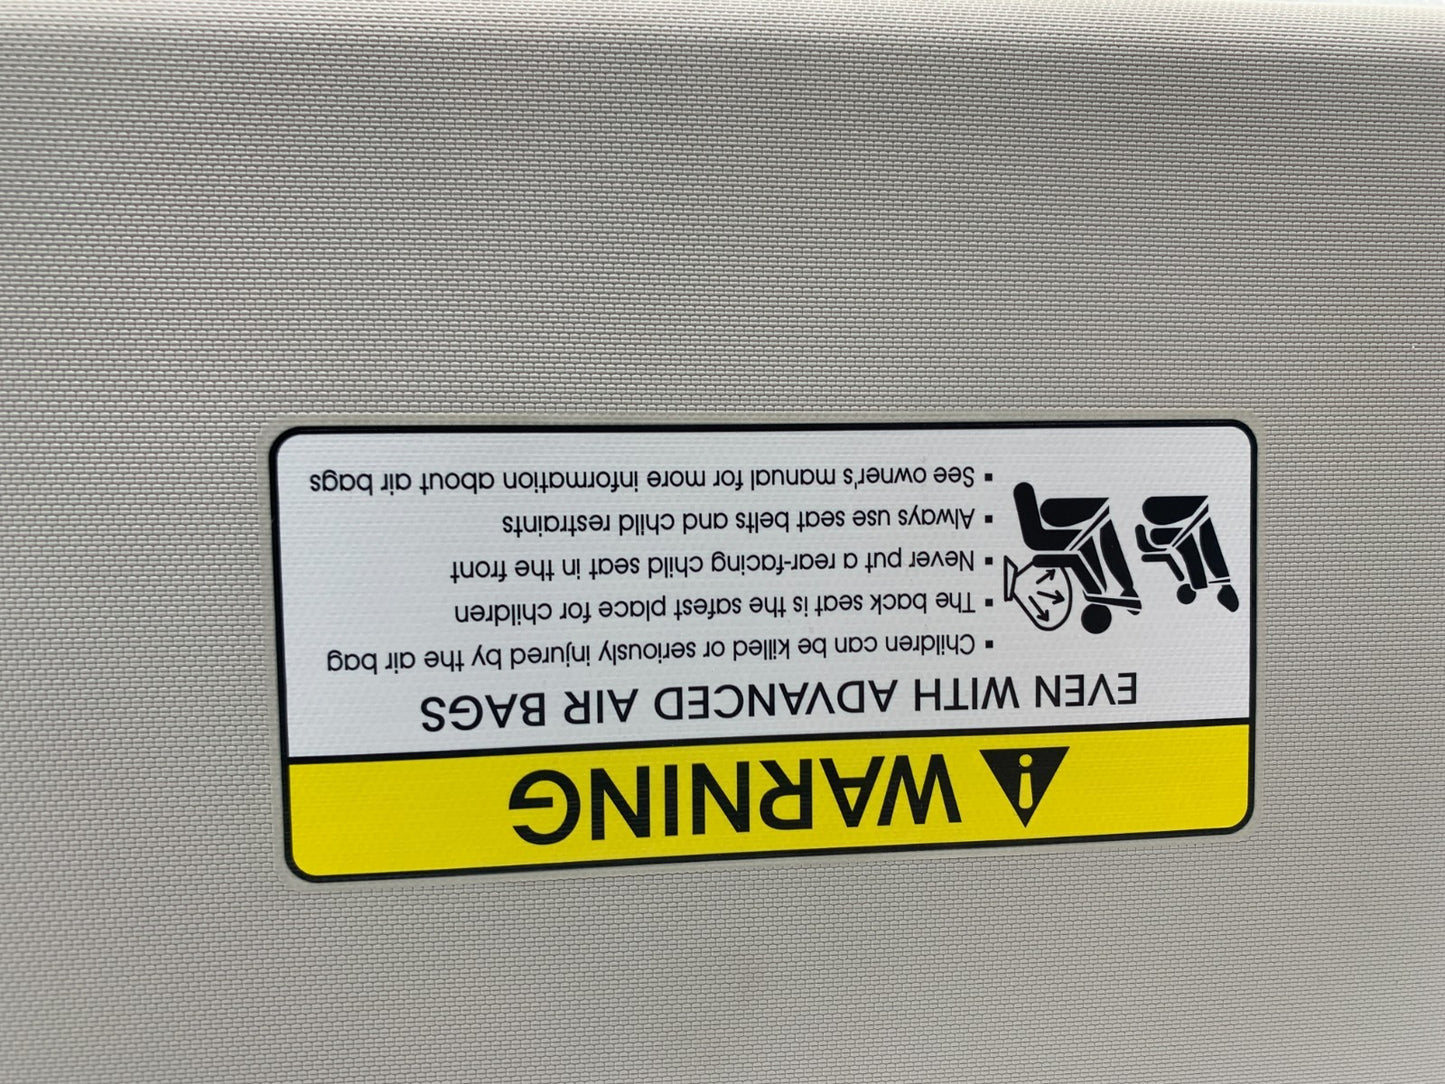 WARNING
EVEN WITH ADVANCED AIR BAGS
▪ Children can be killed or seriously injured by the air bag
▪ The back seat is the safest place for children
▪ Never put a rear-facing child seat in the front
▪ Always use seat belts and child restraints
▪ See owner's manual for more information about air bags